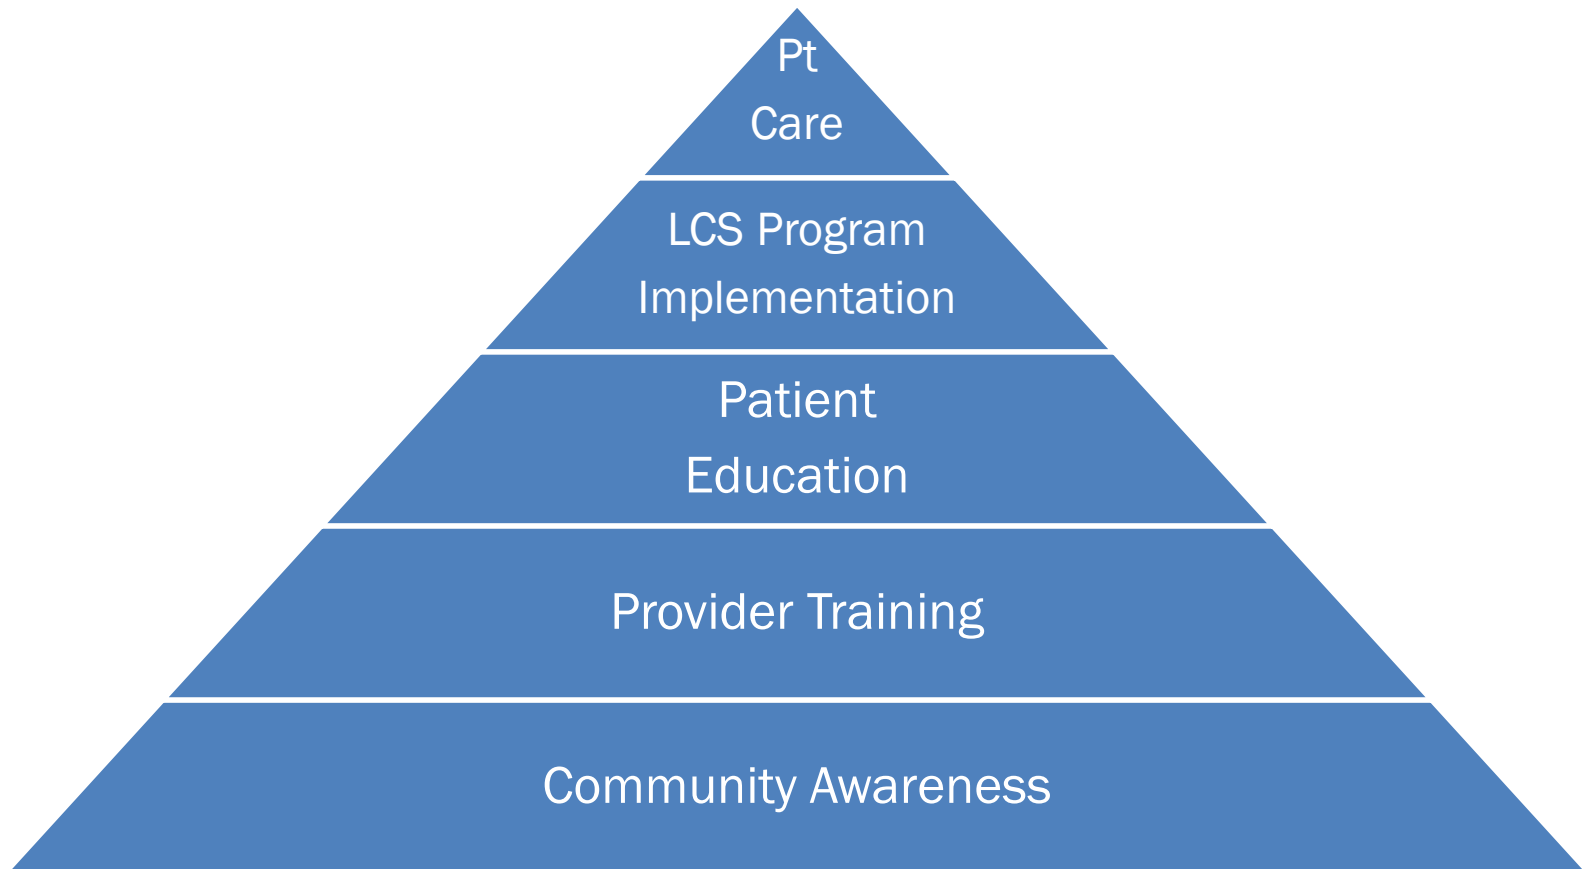 Pt
Care
LCS Program
Implementation
Patient
Education
Provider Training
Community Awareness